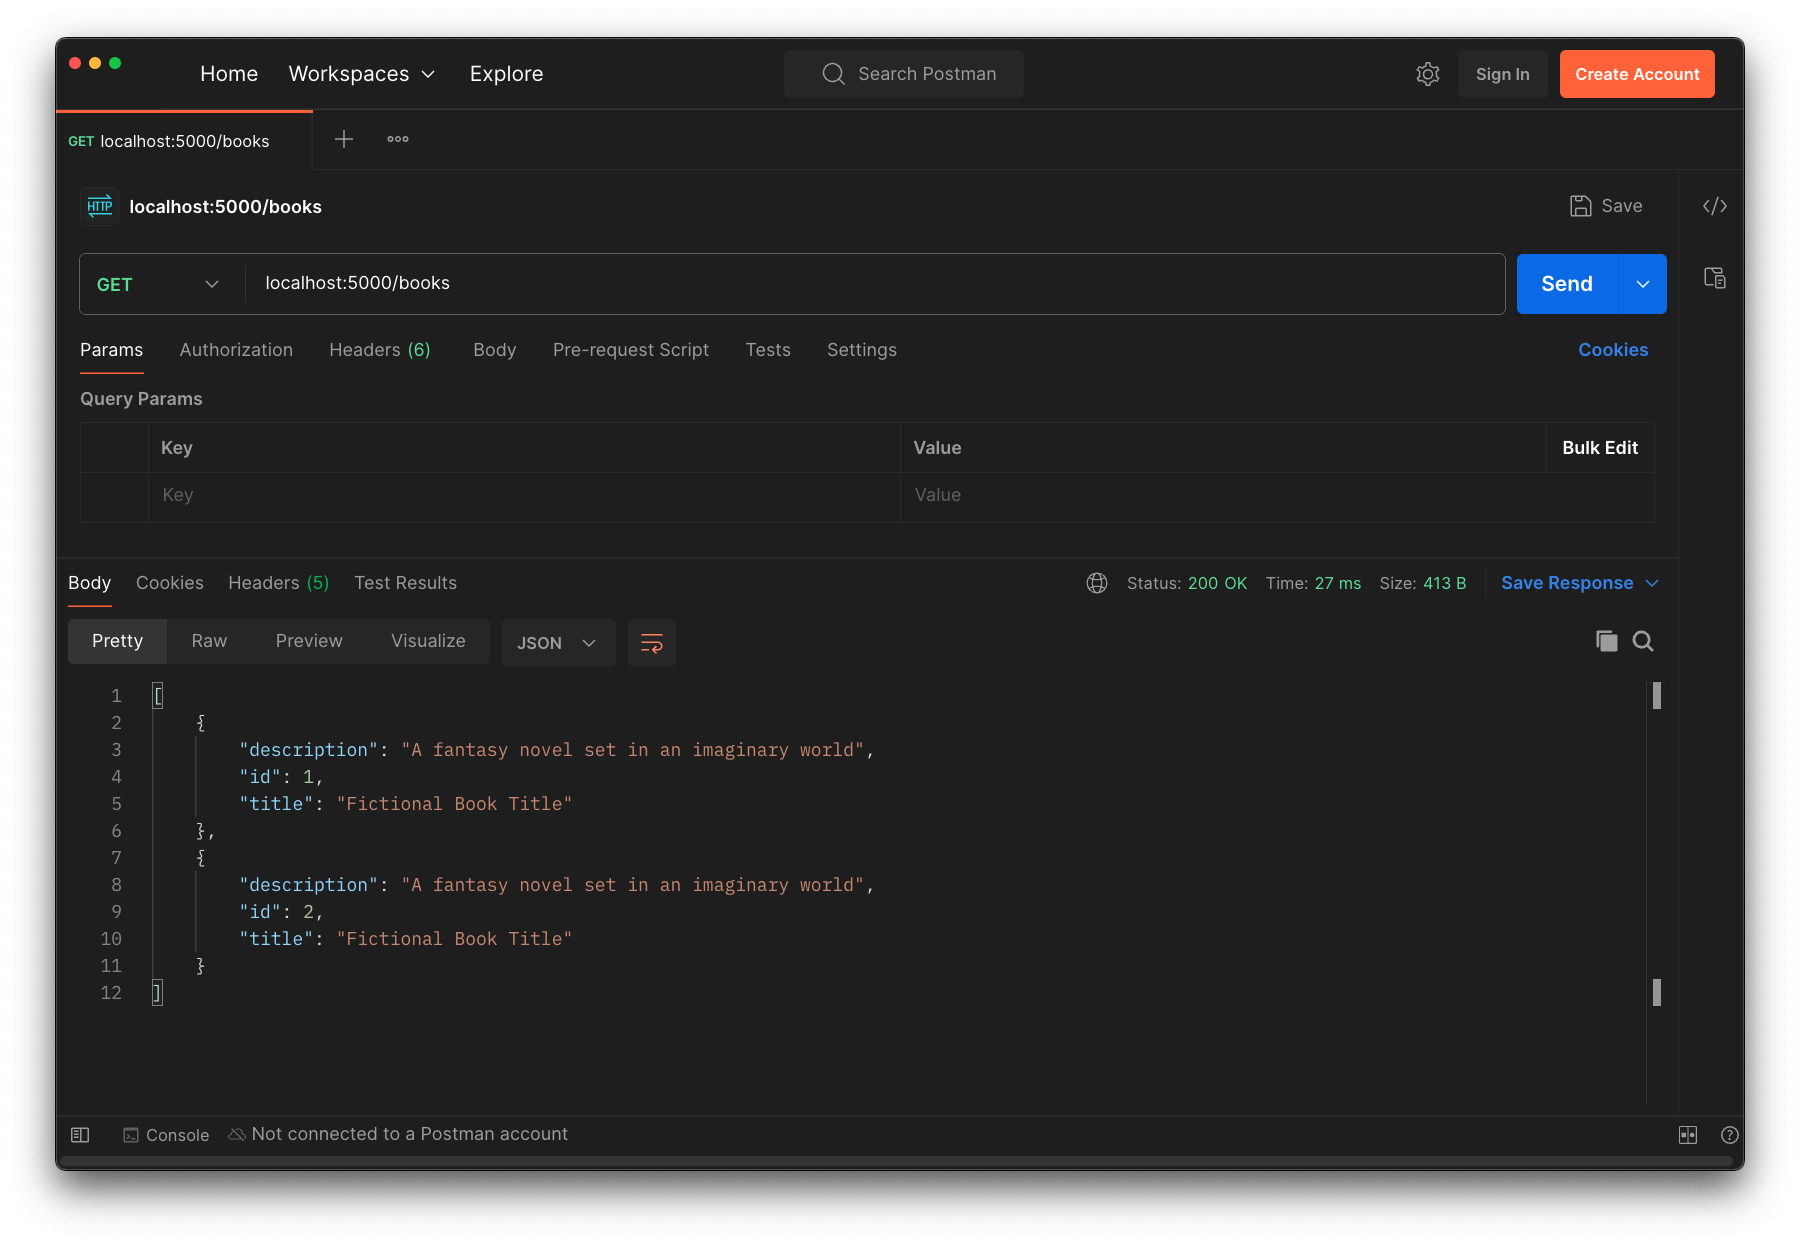 Home Workspaces Explore Search Postman Sign In Create Account
GET localhost:5000/books
HTTP localhost:5000/books Save </>
GET localhost:5000/books Send
Params Authorization Headers (6) Body Pre-request Script Tests Settings Cookies
Query Params
Key Value Bulk Edit
Key Value
Body Cookies Headers (5) Test Results Status: 200 OK Time: 27 ms Size: 413 B Save Response
Pretty Raw Preview Visualize JSON
1 [
2 {
3 "description": "A fantasy novel set in an imaginary world",
4 "id": 1,
5 "title": "Fictional Book Title"
6 },
7 {
8 "description": "A fantasy novel set in an imaginary world",
9 "id": 2,
10 "title": "Fictional Book Title"
11 }
12 ]
Console Not connected to a Postman account